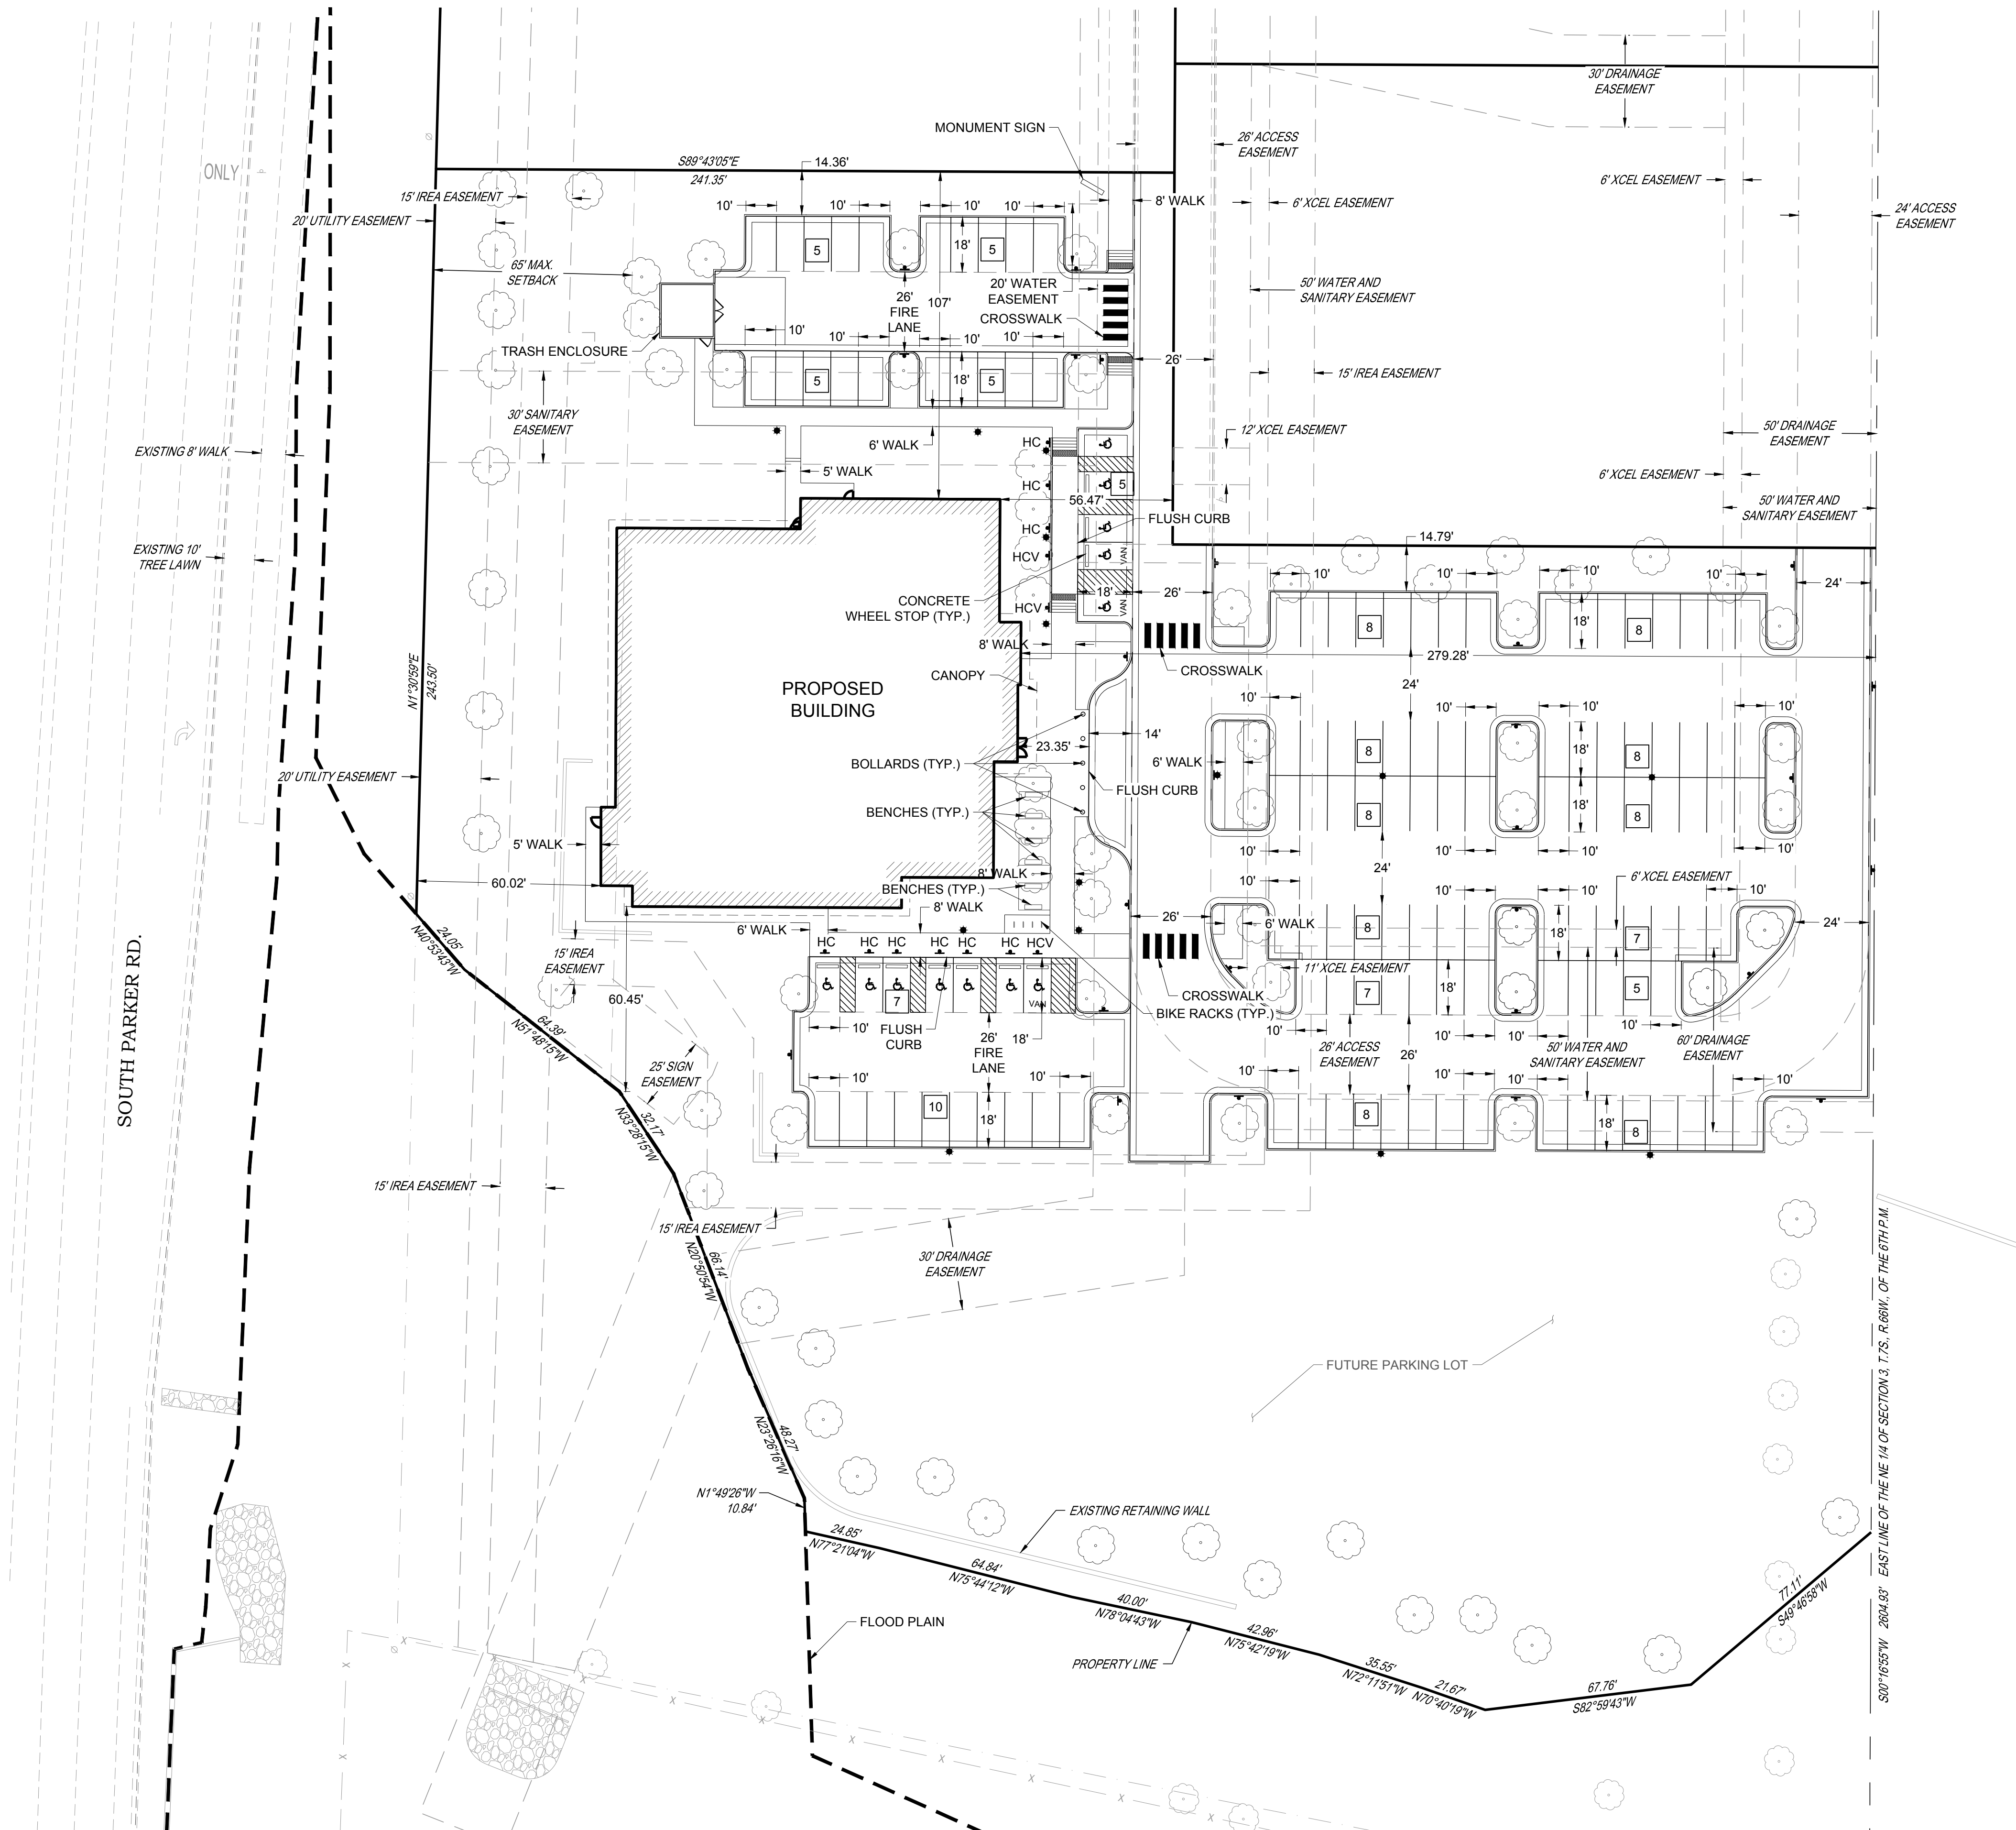 30' DRAINAGE
EASEMENT
MONUMENT SIGN
26' ACCESS
EASEMENT
ONLY
S89°43'05"E
241.35'
14.36'
15' IREA EASEMENT
20' UTILITY EASEMENT
6' XCEL EASEMENT
8' WALK
6' XCEL EASEMENT
24' ACCESS
EASEMENT
10'
10'
10'
10'
5
5
18'
65' MAX.
SETBACK
20' WATER
EASEMENT
50' WATER AND
SANITARY EASEMENT
26'
FIRE
LANE
107'
CROSSWALK
10'
10'
10'
10'
TRASH ENCLOSURE
26'
5
5
18'
15' IREA EASEMENT
30' SANITARY
EASEMENT
12' XCEL EASEMENT
50' DRAINAGE
EASEMENT
EXISTING 8' WALK
6' WALK
HC
5' WALK
HC
5
6' XCEL EASEMENT
56.47'
50' WATER AND
SANITARY EASEMENT
HC
FLUSH CURB
14.79'
HCV
VAN
EXISTING 10'
TREE LAWN
10'
10'
10'
10'
24'
CONCRETE
WHEEL STOP (TYP.)
HCV
VAN
18'
26'
8
8
18'
8' WALK
279.28'
CROSSWALK
CANOPY
24'
N1°30'59"E
243.50'
PROPOSED
BUILDING
10'
10'
10'
10'
14'
23.35'
8
8
18'
BOLLARDS (TYP.)
6' WALK
20' UTILITY EASEMENT
FLUSH CURB
BENCHES (TYP.)
8
8
18'
5' WALK
10'
10'
10'
10'
24'
8' WALK
60.02'
BENCHES (TYP.)
10'
10'
10'
6' XCEL EASEMENT
10'
8' WALK
26'
6' WALK
8
18'
7
24'
6' WALK
HC
HC
HC
HC
HC
HC
HCV
24.05'
N40°53'43"W
15' IREA
EASEMENT
11' XCEL EASEMENT
7
VAN
CROSSWALK
7
18'
5
60.45'
BIKE RACKS (TYP.)
10'
FLUSH
CURB
26'
FIRE
LANE
18'
10'
10'
10'
10'
64.39'
N51°48'15"W
26' ACCESS
EASEMENT
26'
50' WATER AND
SANITARY EASEMENT
60' DRAINAGE
EASEMENT
SOUTH PARKER RD.
25' SIGN
EASEMENT
10'
10'
10'
10'
10'
10'
32.17'
N33°28'15"W
10
18'
8
18'
8
15' IREA EASEMENT
15' IREA EASEMENT
66.14'
N20°50'54"W
30' DRAINAGE
EASEMENT
FUTURE PARKING LOT
S00°16'55"W 2604.93' EAST LINE OF THE NE 1/4 OF SECTION 3, T.7S., R.66W., OF THE 6TH P.M.
48.27'
N23°26'16"W
N1°49'26"W
10.84'
EXISTING RETAINING WALL
24.85'
N77°21'04"W
64.84'
N75°44'12"W
40.00'
N78°04'43"W
42.96'
N75°42'19"W
35.55'
N72°11'51"W
21.67'
N70°40'19"W
67.76'
S82°59'43"W
77.11'
S49°46'58"W
FLOOD PLAIN
PROPERTY LINE
X
X
X
X
X
X
X
X
X
X